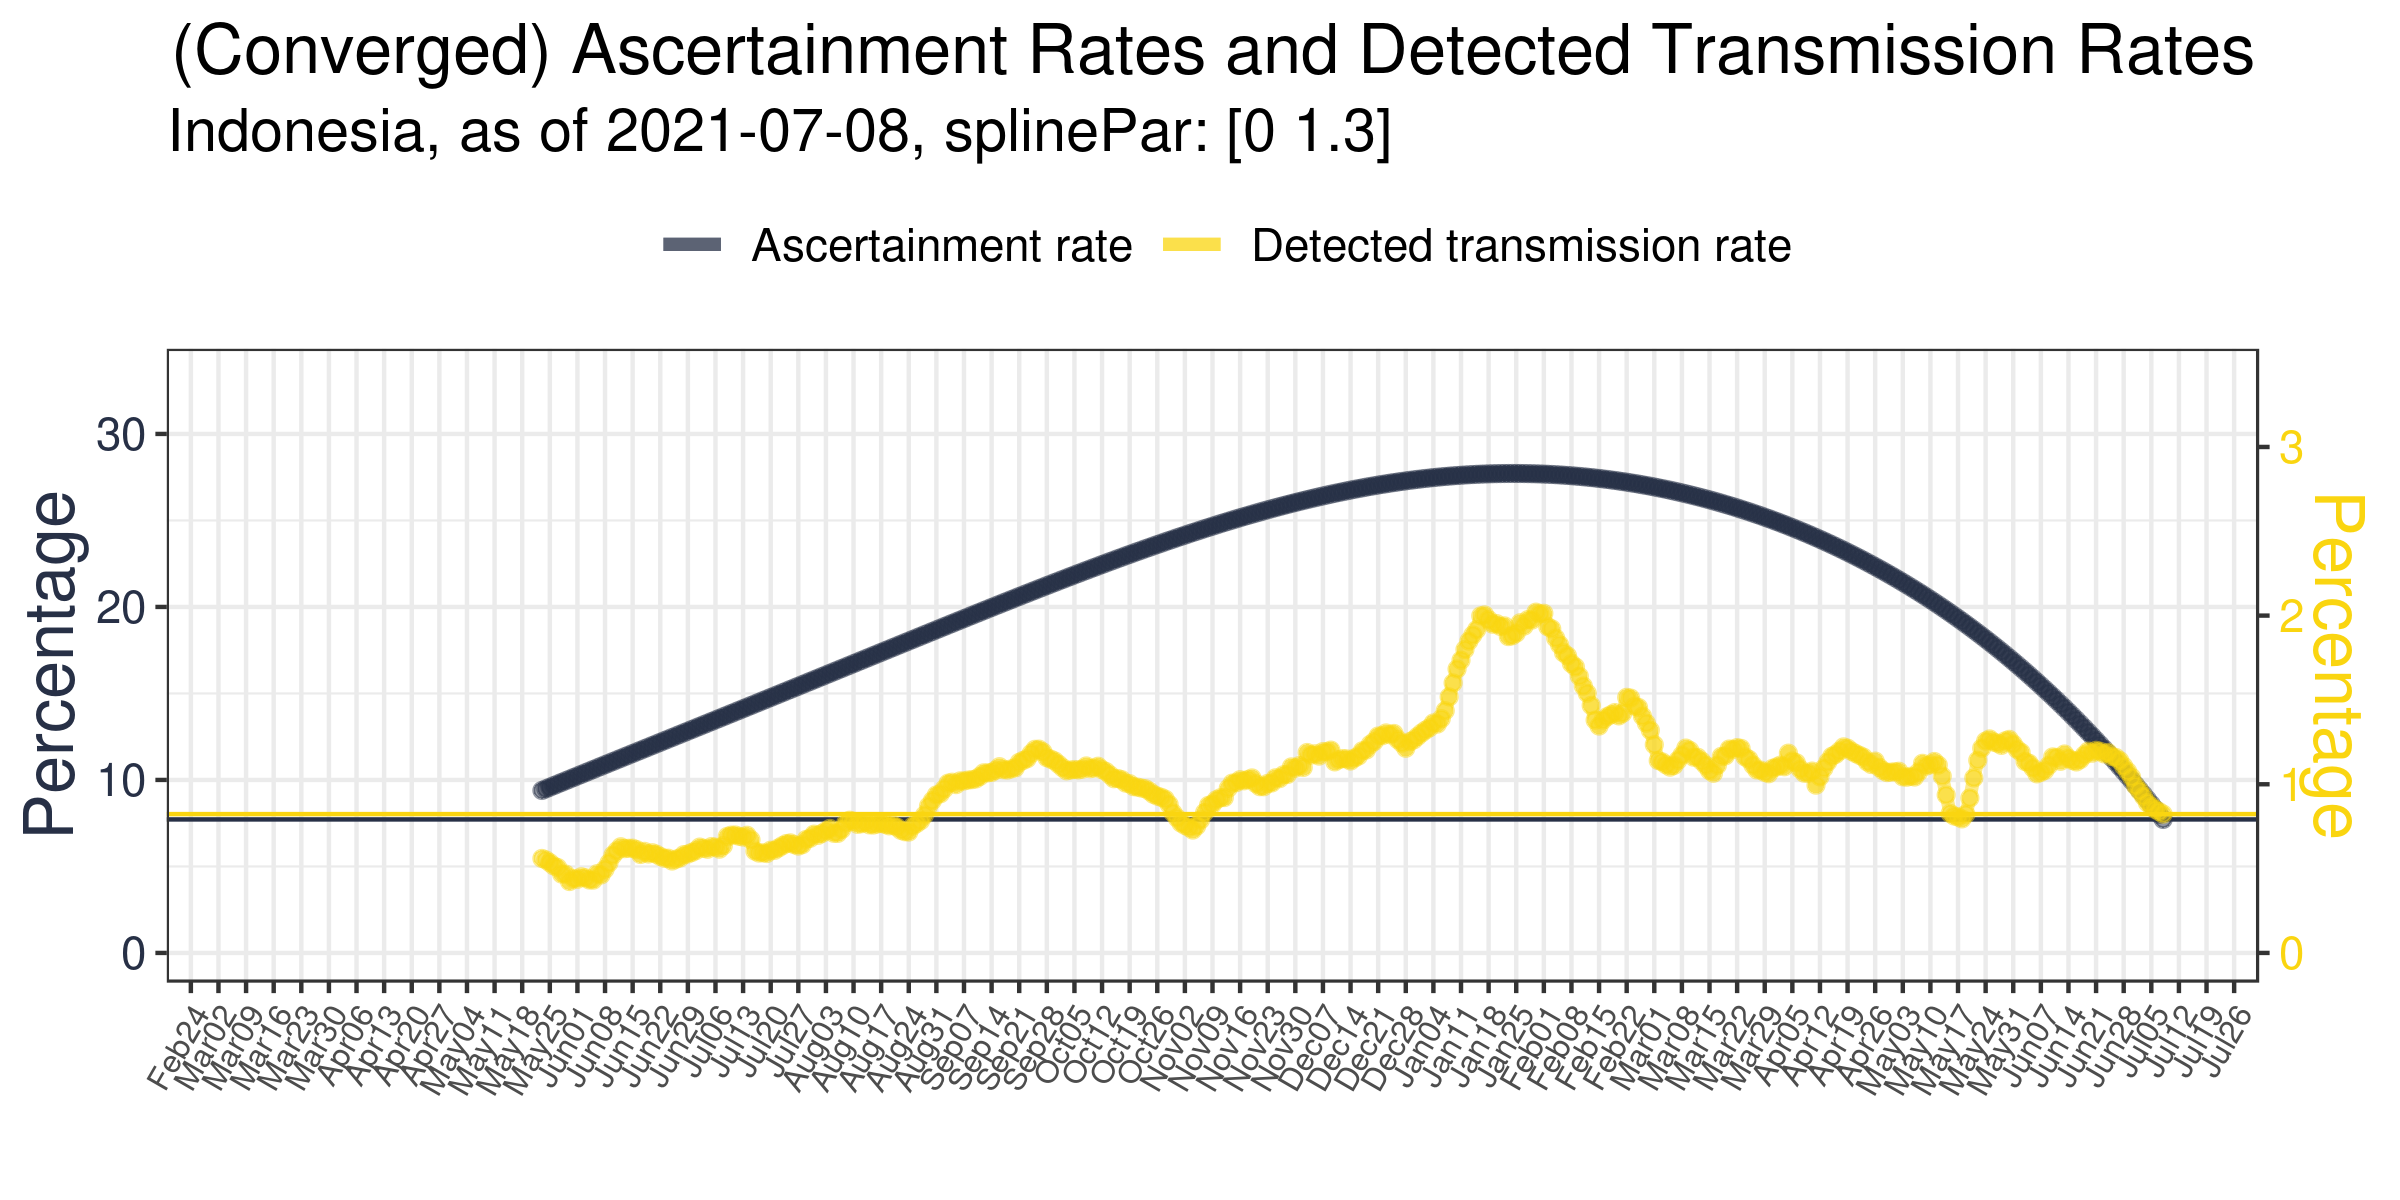 (Converged) Ascertainment Rates and Detected Transmission Rates
Indonesia, as of 2021-07-08, splinePar: [0 1.3]
Ascertainment rate
Detected transmission rate
Percentage
30
20
10
0
3
2
1
0
Percentage
Feb24
Mar02
Mar09
Mar16
Mar23
Mar30
Apr06
Apr13
Apr20
Apr27
May04
May11
May18
May25
Jun01
Jun08
Jun15
Jun22
Jun29
Jul06
Jul13
Jul20
Jul27
Aug03
Aug10
Aug17
Aug24
Aug31
Sep07
Sep14
Sep21
Sep28
Oct05
Oct12
Oct19
Oct26
Nov02
Nov09
Nov16
Nov23
Nov30
Dec07
Dec14
Dec21
Dec28
Jan04
Jan11
Jan18
Jan25
Feb01
Feb08
Feb15
Feb22
Mar01
Mar08
Mar15
Mar22
Mar29
Apr05
Apr12
Apr19
Apr26
May03
May10
May17
May24
May31
Jun07
Jun14
Jun21
Jun28
Jul05
Jul12
Jul19
Jul26